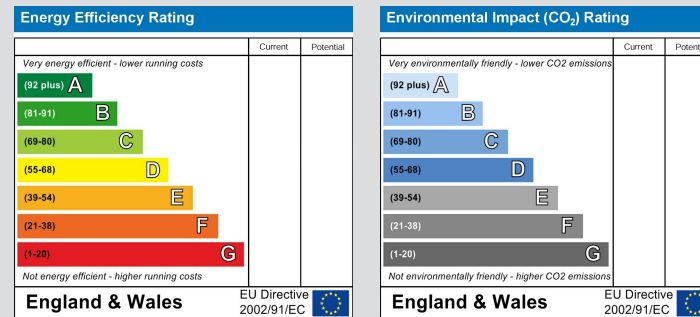 Energy Efficiency Rating
Current Potential
Very energy efficient - lower running costs
(92 plus) A
(81-91) B
(69-80) C
(55-68) D
(39-54) E
(21-38) F
(1-20) G
Not energy efficient - higher running costs
England & Wales
EU Directive
2002/91/EC
Environmental Impact (CO₂) Rating
Current Potent
Very environmentally friendly - lower CO2 emissions
(92 plus) A
(81-91) B
(69-80) C
(55-68) D
(39-54) E
(21-38) F
(1-20) G
Not environmentally friendly - higher CO2 emissions
England & Wales
EU Directive
2002/91/EC